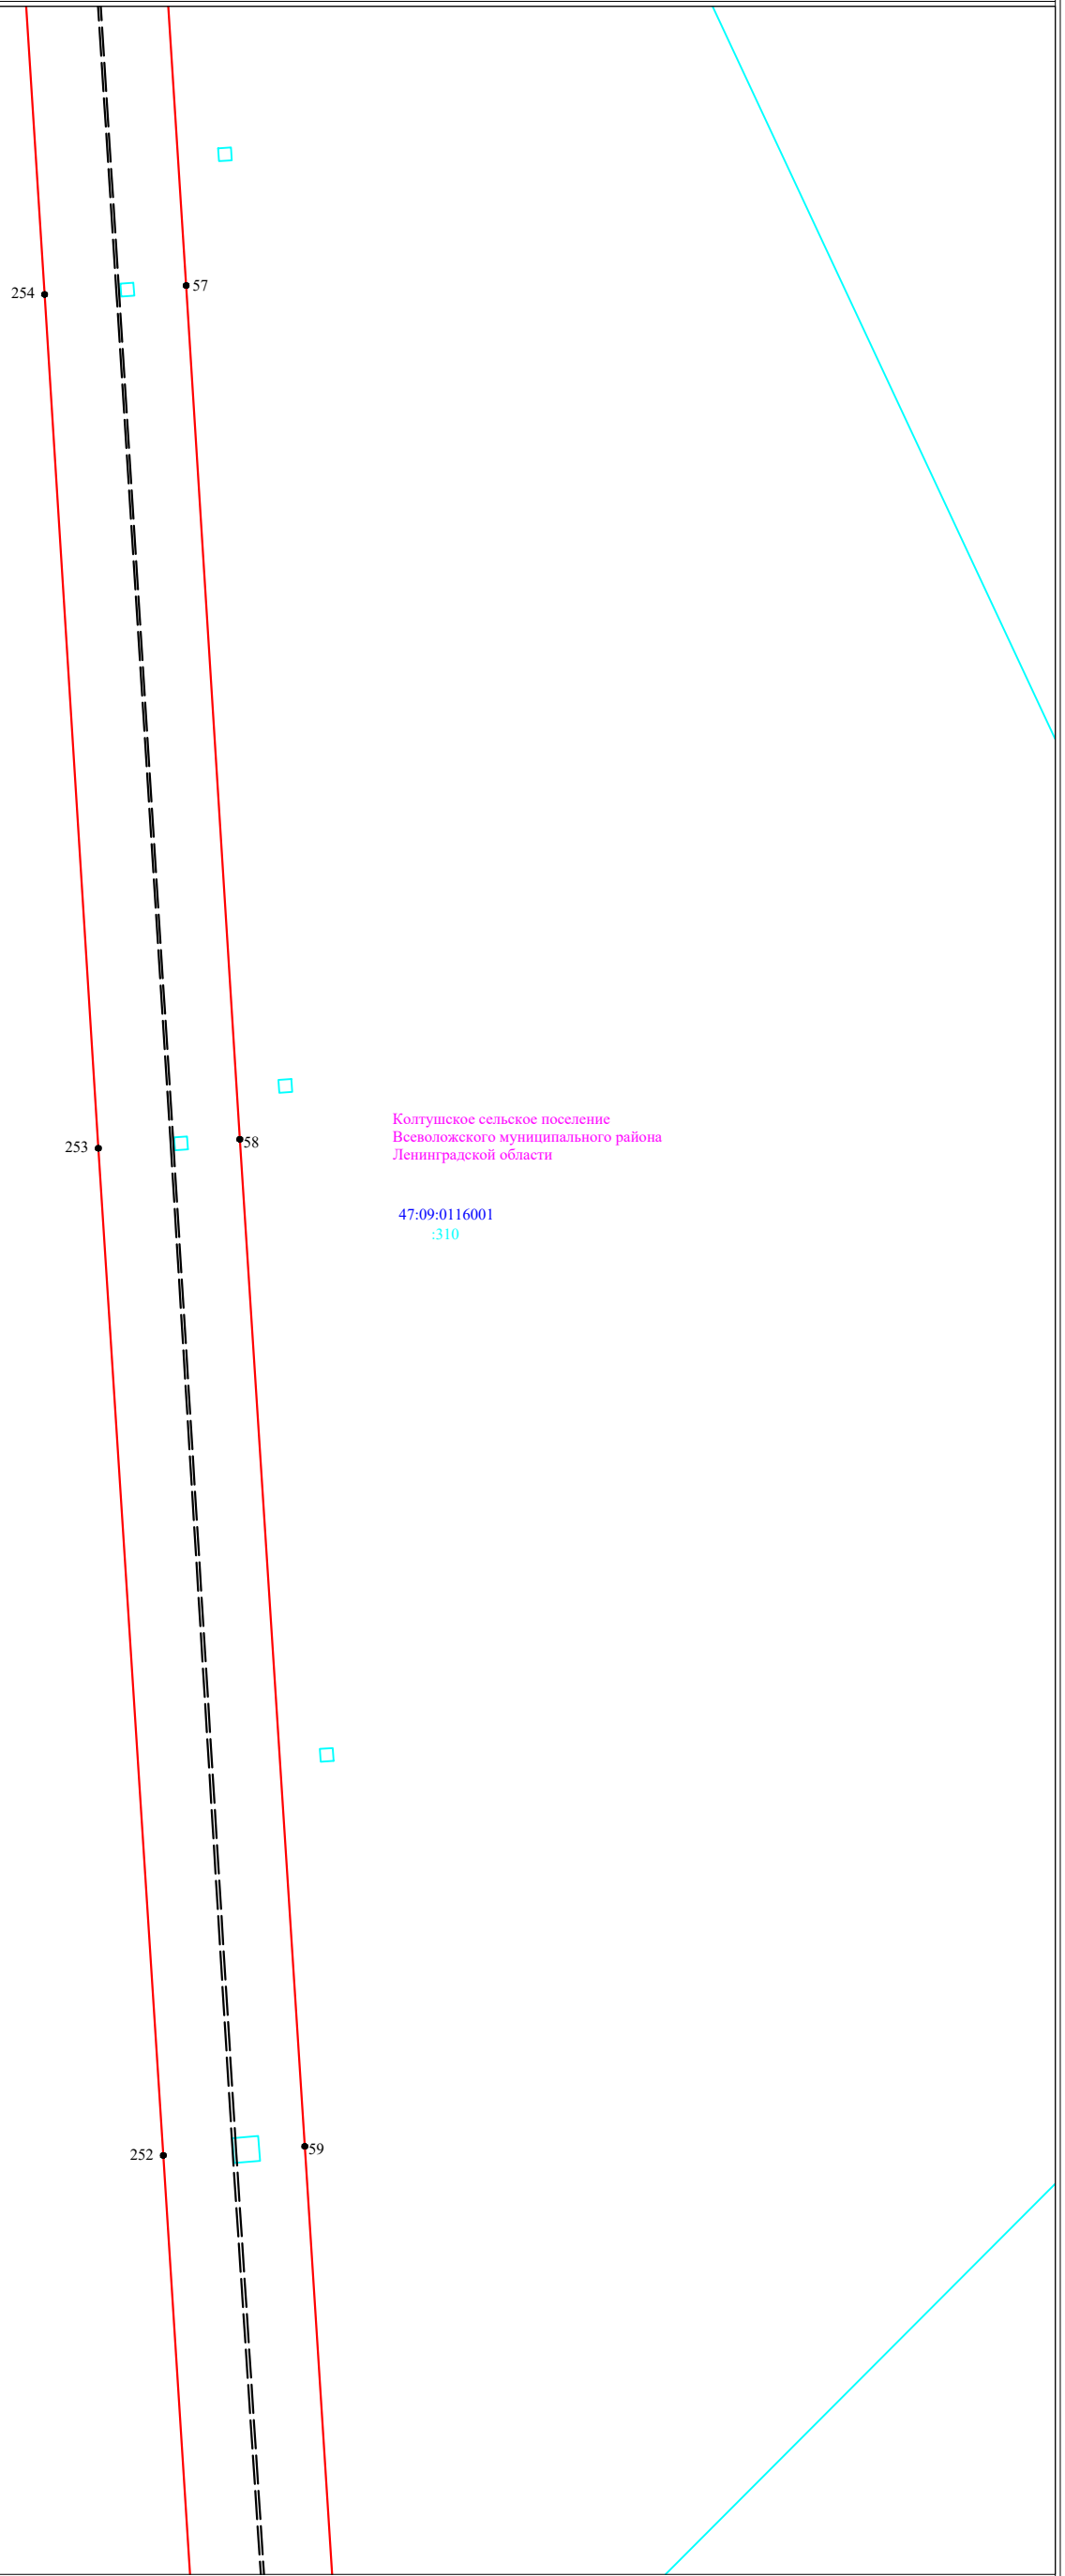 57
254
Колтушское сельское поселение
Всеволожского муниципального района
Ленинградской области
58
253
47:09:0116001
:310
59
252